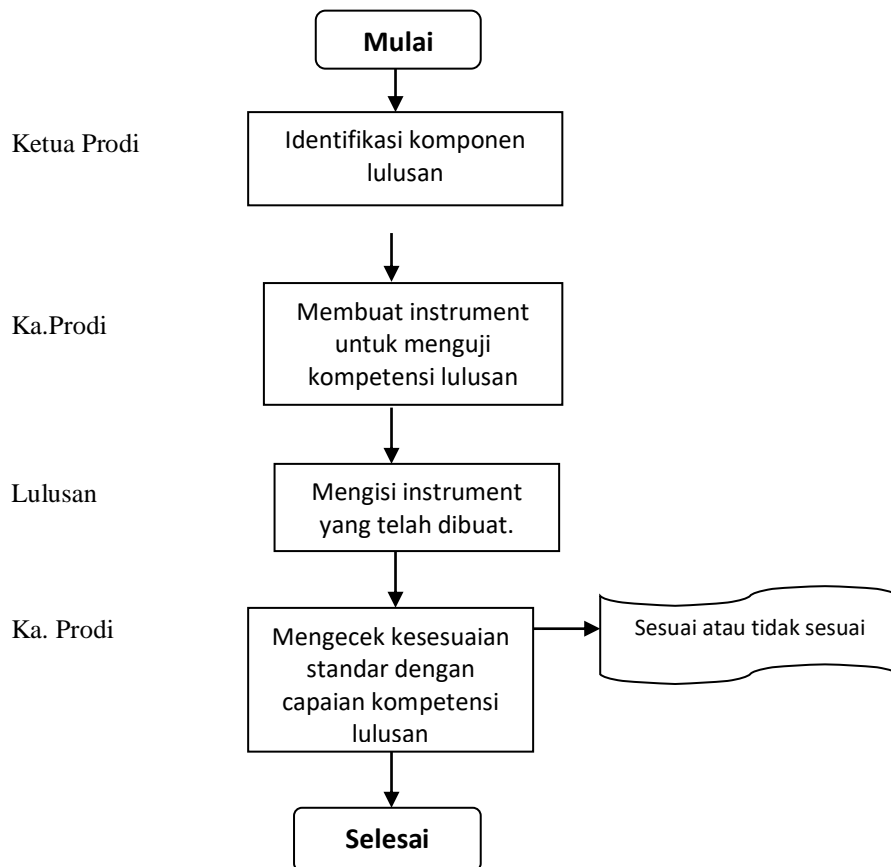 Mulai
Ketua Prodi
Identifikasi komponen
lulusan
Ka.Prodi
Membuat instrument
untuk menguji
kompetensi lulusan
Lulusan
Mengisi instrument
yang telah dibuat.
Ka. Prodi
Mengecek kesesuaian
standar dengan
capaian kompetensi
lulusan
Sesuai atau tidak sesuai
Selesai